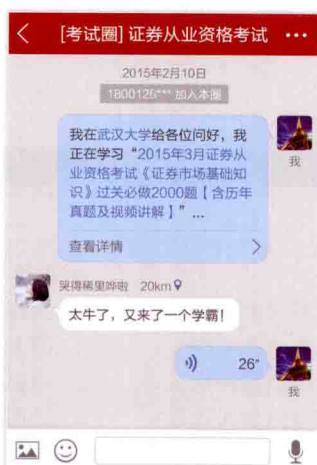 [考试圈] 证券从业资格考试
2015年2月10日
1800126*** 加入本圈
我在武汉大学给各位问好，我
正在学习“2015年3月证券从
业资格考试《证券市场基础知
识》过关必做2000题【含历年
真题及视频讲解】” ...
查看详情
我
哭得稀里哗啦 20km
太牛了，又来了一个学霸！
26"
我